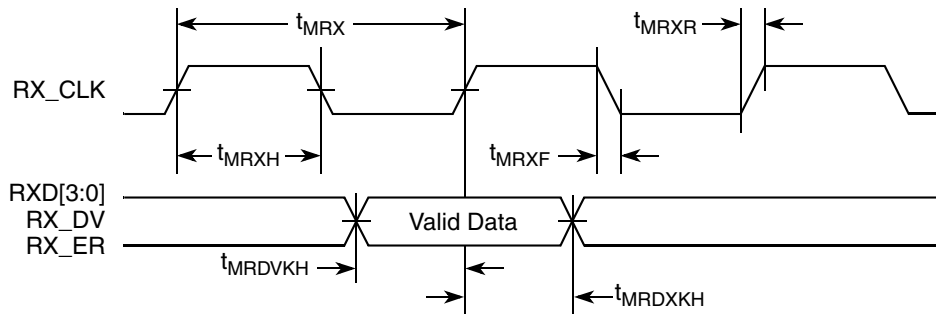 tMRX
tMRXR
RX_CLK
tMRXH
tMRXF
RXD[3:0]
RX_DV
RX_ER
Valid Data
tMRDVKH
tMRDXKH